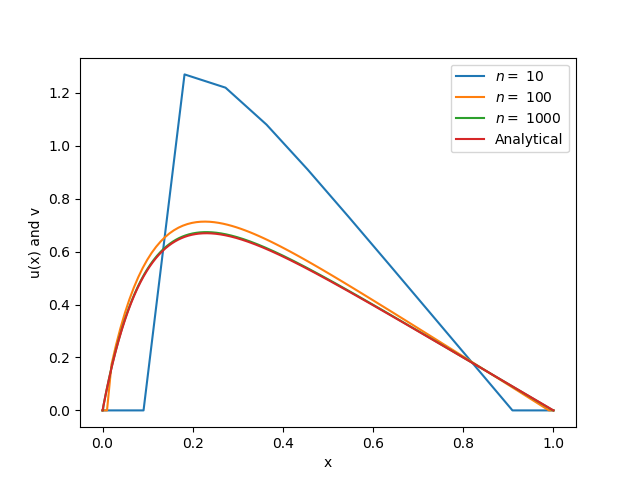 n = 10
n = 100
n = 1000
Analytical
u(x) and v
1.2
1.0
0.8
0.6
0.4
0.2
0.0
0.0 0.2 0.4 0.6 0.8 1.0
x